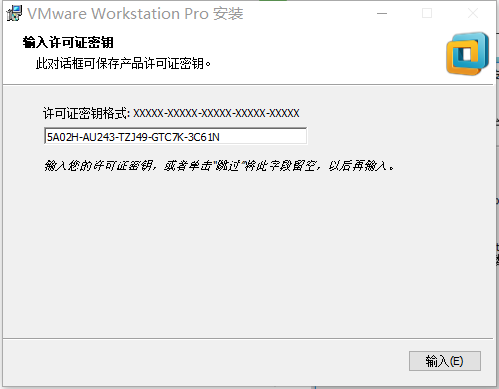 VMware Workstation Pro 安装
输入许可证密钥
此对话框可保存产品许可证密钥。
许可证密钥格式: XXXXX-XXXXX-XXXXX-XXXXX-XXXXX
5A02H-AU243-TZJ49-GTC7K-3C61N
输入您的许可证密钥，或者单击"跳过"将此字段留空，以后再输入。
输入(E)